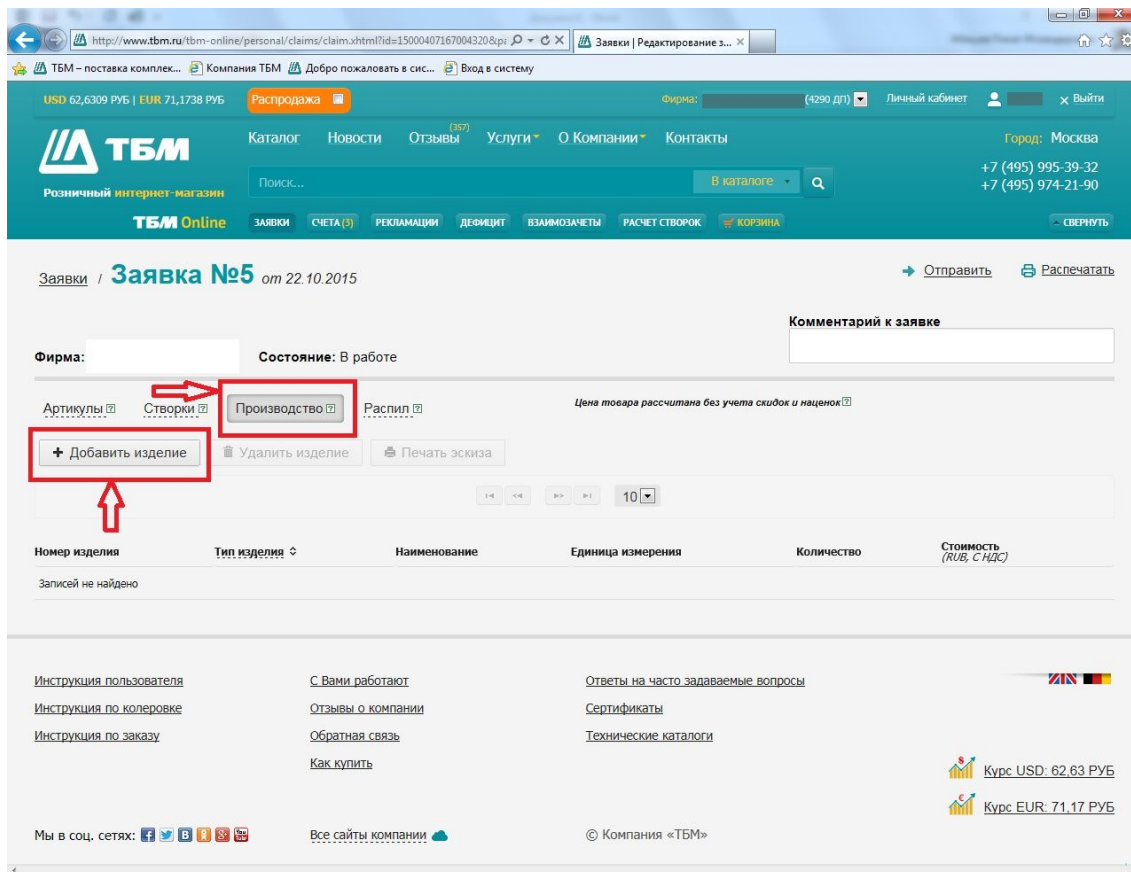 http://www.tbm.ru/tbm-online/personal/claims/claim.xhtml?id=15000407167004320&pa
Заявки | Редактирование з...
ТБМ – поставка комплек... Компания ТБМ Добро пожаловать в сис... Вход в систему
USD 62,6309 РУБ | EUR 71,1738 РУБ Распродажа Фирма: (4290 ДП) Личный кабинет Выйти
ТБМ
Каталог Новости Отзывы (357) Услуги О Компании Контакты
Город: Москва
+7 (495) 995-39-32
+7 (495) 974-21-90
Поиск... В каталоге
Розничный интернет-магазин
ТБМ Online ЗАЯВКИ СЧЕТА (3) РЕКЛАМАЦИИ ДЕФИЦИТ ВЗАИМОЗАЧЕТЫ РАСЧЕТ СТВОРОК КОРЗИНА СВЕРНУТЬ
Заявки / Заявка №5 от 22.10.2015 Отправить Распечатать
Комментарий к заявке
Фирма: Состояние: В работе
Артикулы Створки Производство Распил Цена товара рассчитана без учета скидок и наценок
+ Добавить изделие Удалить изделие Печать эскиза
10
Номер изделия Тип изделия Наименование Единица измерения Количество Стоимость
(RUB, С НДС)
Записей не найдено
Инструкция пользователя С Вами работают Ответы на часто задаваемые вопросы
Инструкция по колеровке Отзывы о компании Сертификаты
Инструкция по заказу Обратная связь Технические каталоги
Как купить
Курс USD: 62,63 РУБ
Курс EUR: 71,17 РУБ
Мы в соц. сетях: Все сайты компании © Компания «ТБМ»